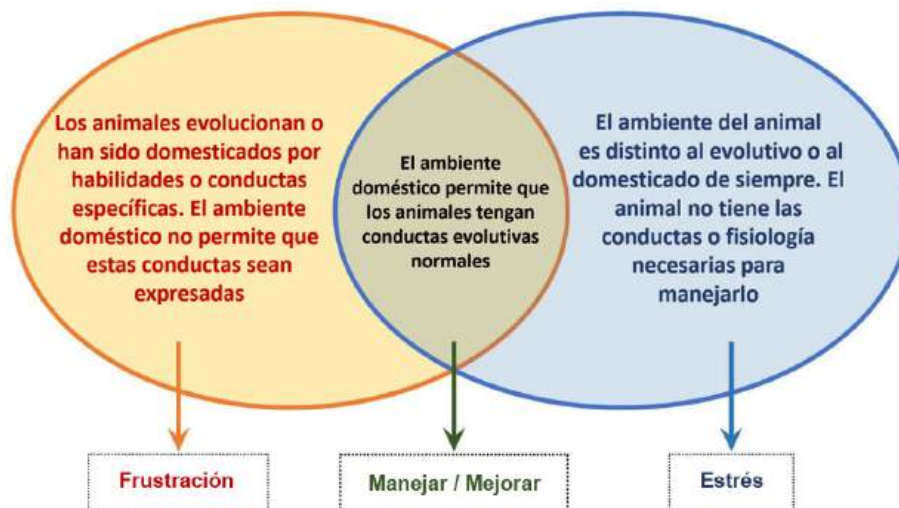 Los animales evolucionan o
han sido domesticados por
habilidades o conductas
específicas. El ambiente
doméstico no permite que
estas conductas sean
expresadas
El ambiente
doméstico permite que
los animales tengan
conductas evolutivas
normales
El ambiente del animal
es distinto al evolutivo o al
domesticado de siempre. El
animal no tiene las
conductas o fisiología
necesarias para
manejarlo
Frustración
Manejar / Mejorar
Estrés